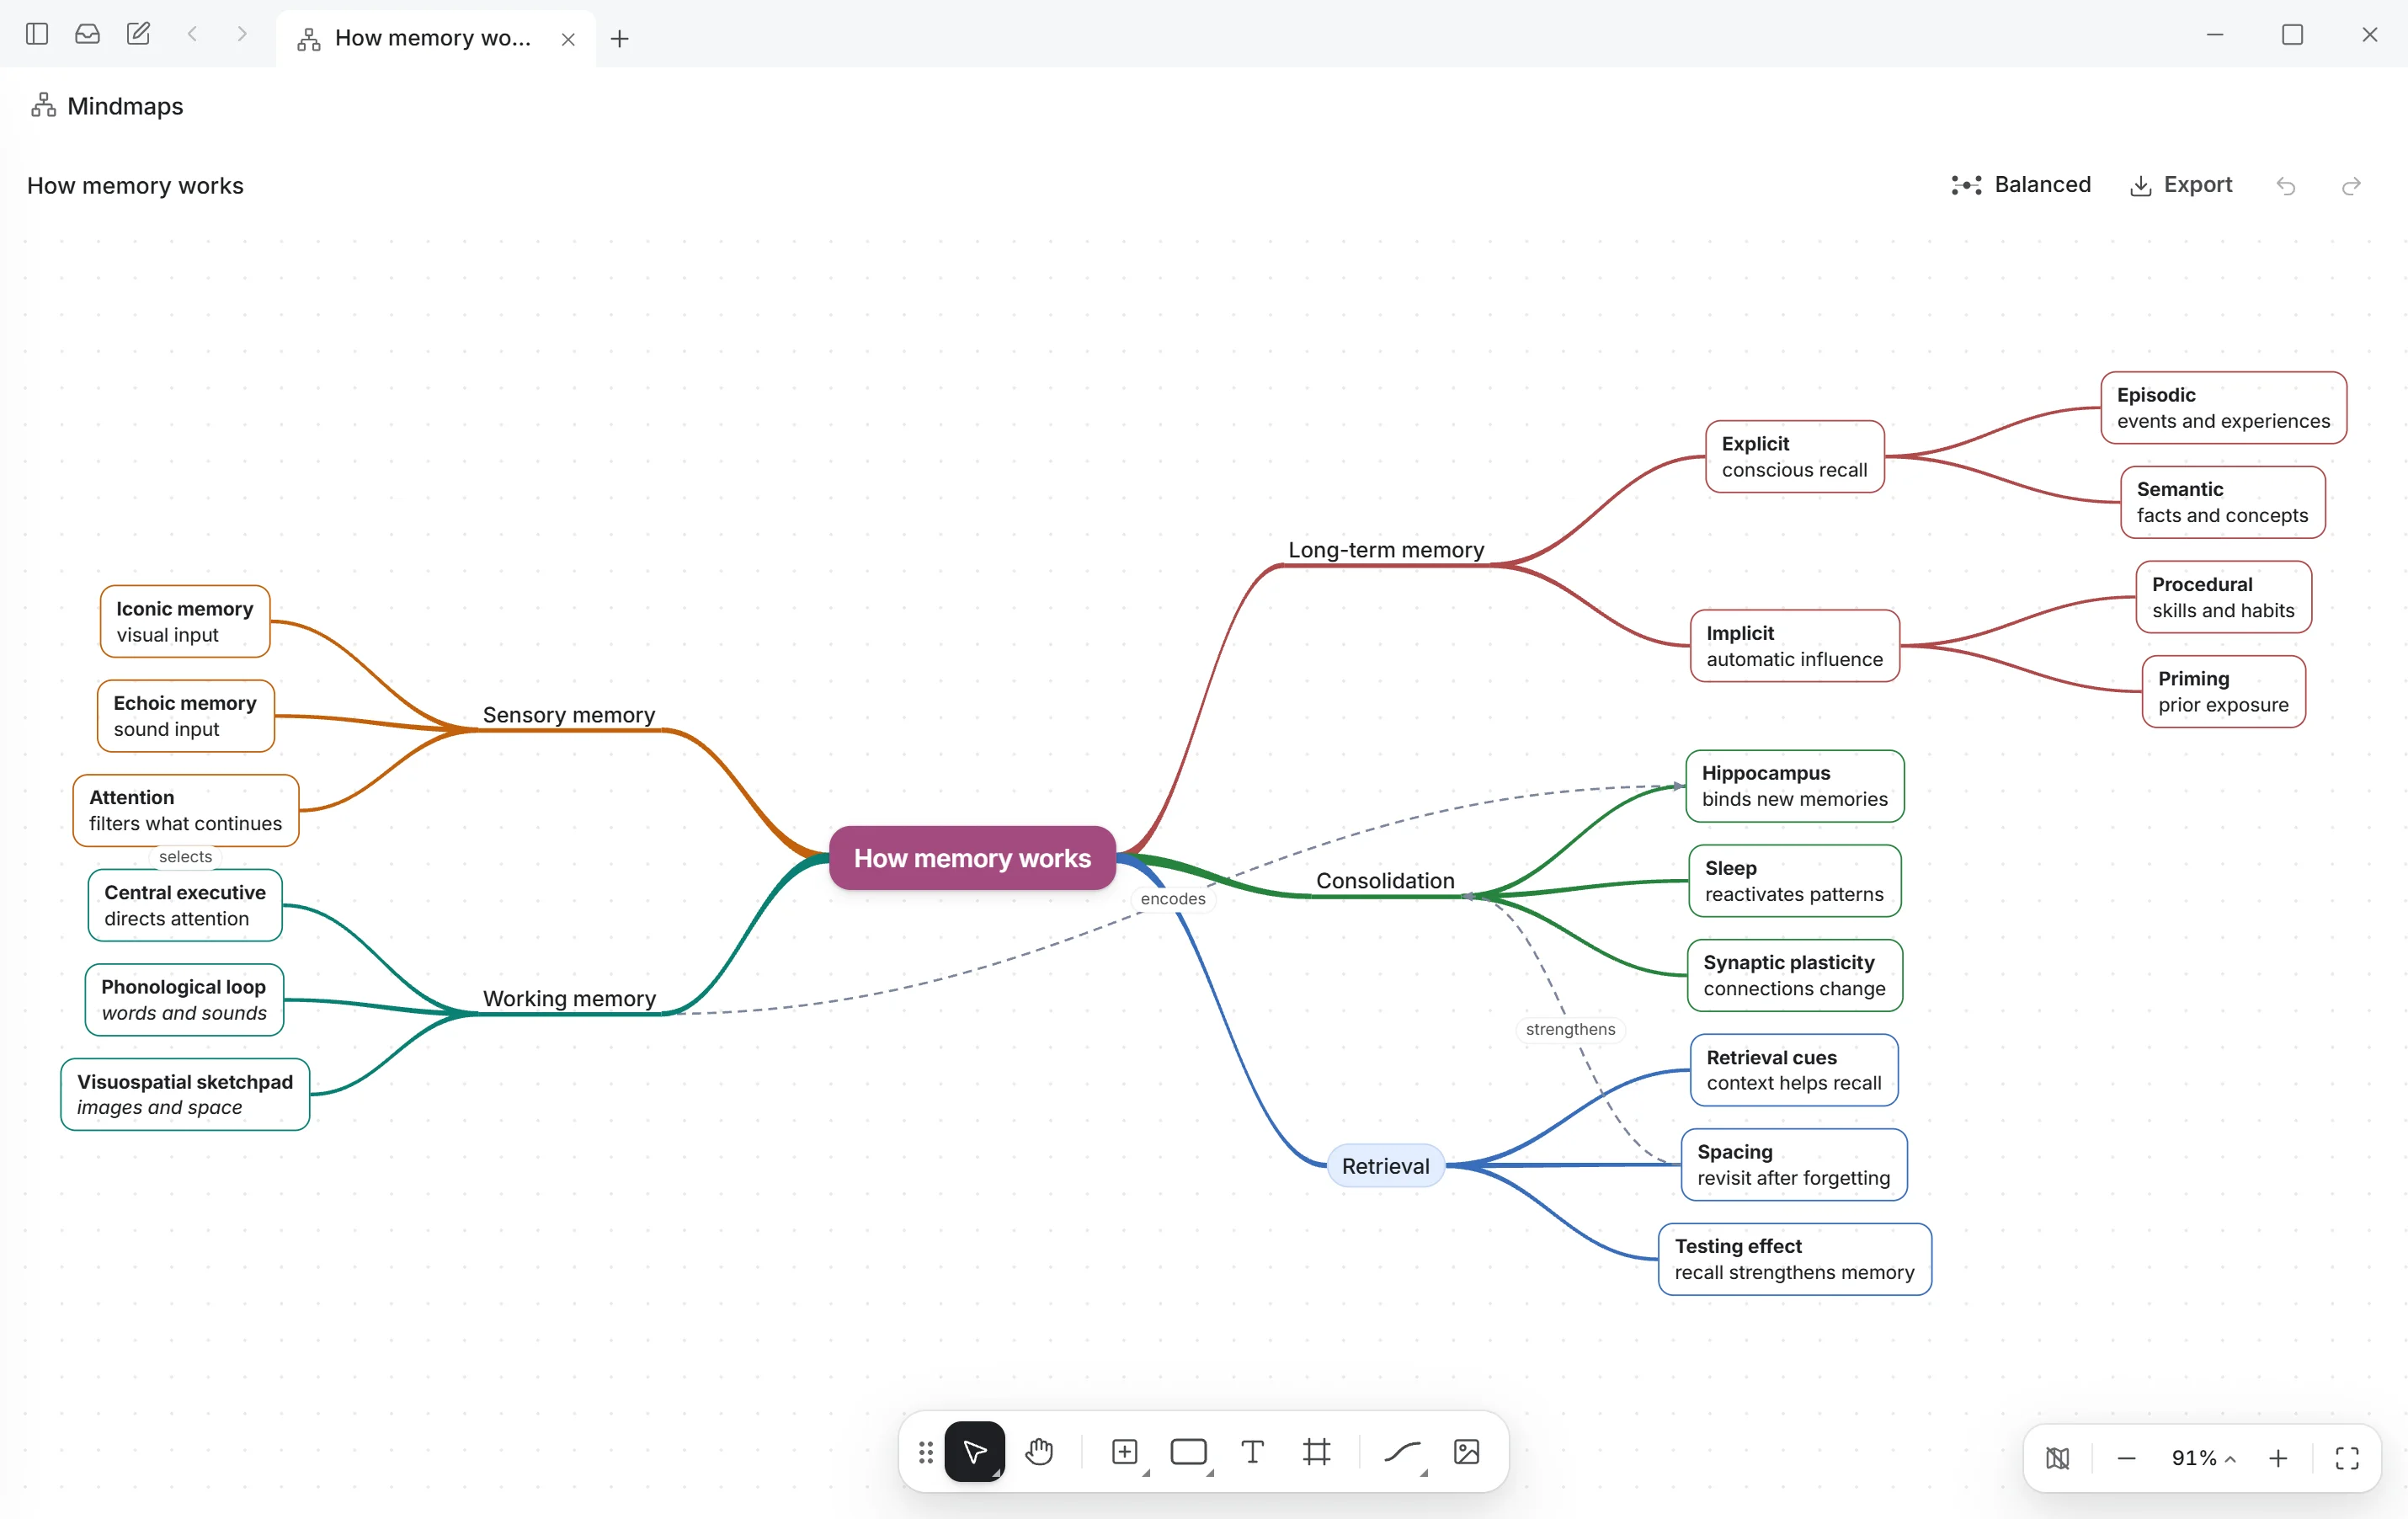 How memory wo...
Mindmaps
How memory works
Balanced
Export
Iconic memory
visual input
Echoic memory
sound input
Attention
filters what continues
selects
Central executive
directs attention
Phonological loop
words and sounds
Visuospatial sketchpad
images and space
Sensory memory
Working memory
How memory works
encodes
Long-term memory
Explicit
conscious recall
Episodic
events and experiences
Semantic
facts and concepts
Implicit
automatic influence
Procedural
skills and habits
Priming
prior exposure
Consolidation
Hippocampus
binds new memories
Sleep
reactivates patterns
Synaptic plasticity
connections change
strengthens
Retrieval
Retrieval cues
context helps recall
Spacing
revisit after forgetting
Testing effect
recall strengthens memory
91%